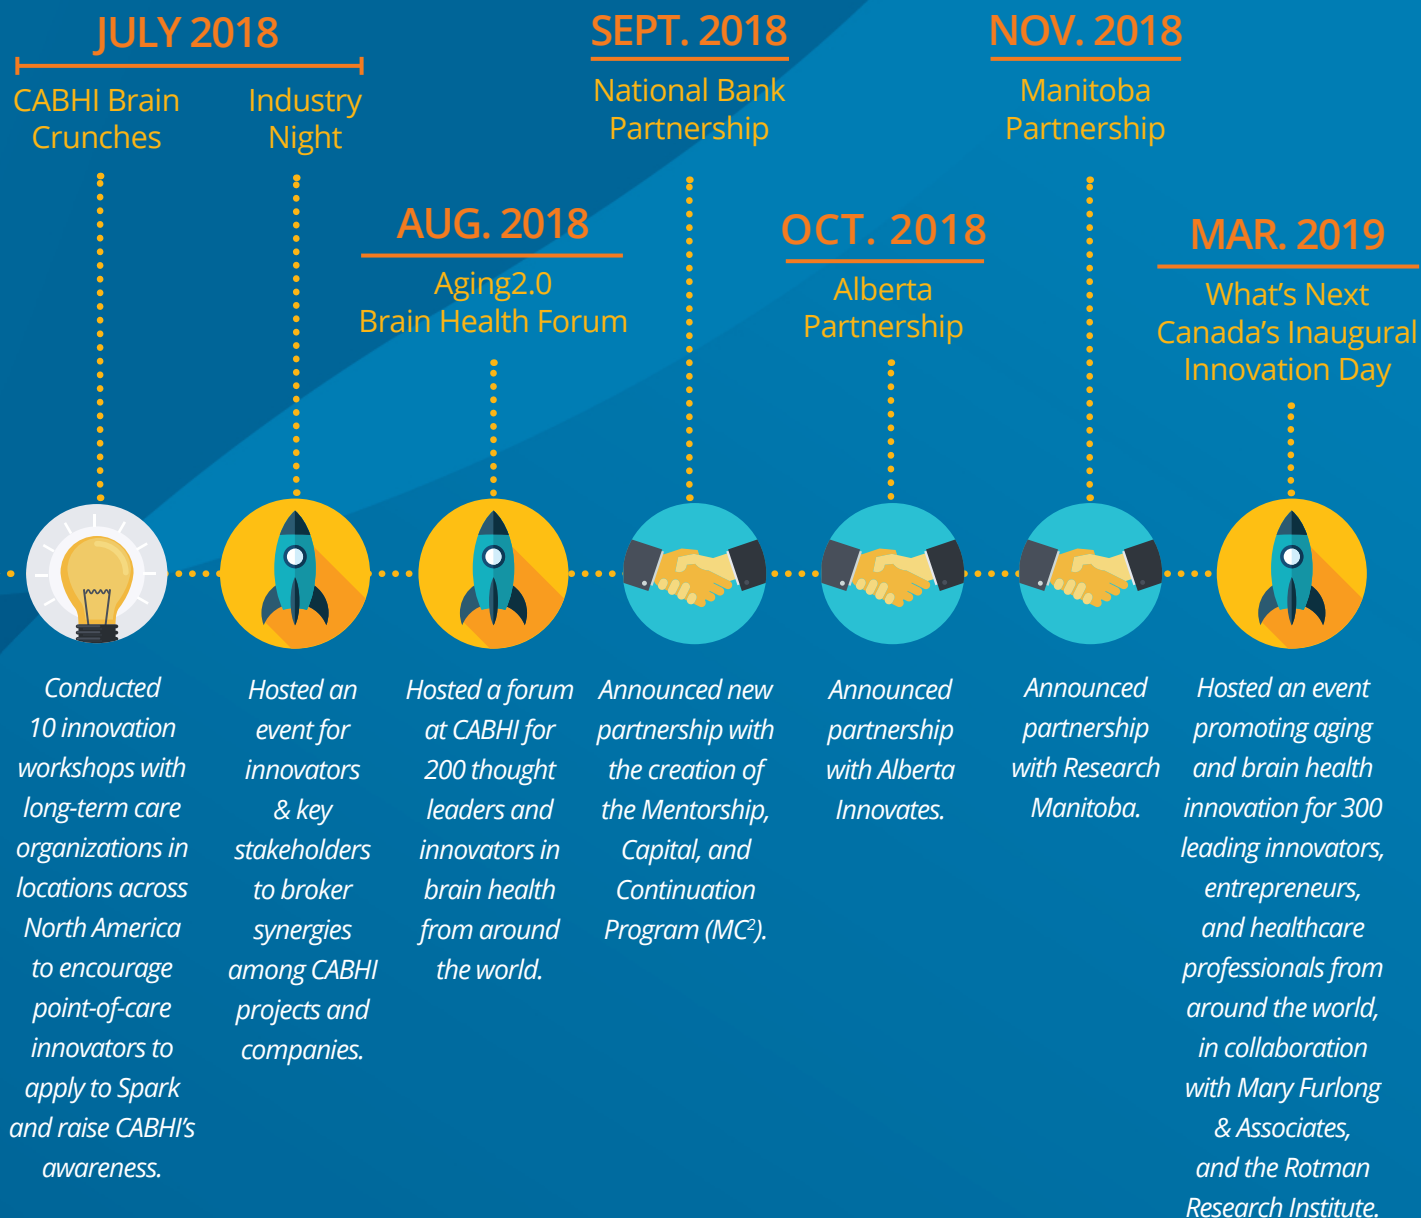 JULY 2018
CABHI Brain
Crunches
Industry
Night
AUG. 2018
Aging2.0
Brain Health Forum
SEPT. 2018
National Bank
Partnership
OCT. 2018
Alberta
Partnership
NOV. 2018
Manitoba
Partnership
MAR. 2019
What's Next
Canada's Inaugural
Innovation Day
Conducted
10 innovation
workshops with
long-term care
organizations in
locations across
North America
to encourage
point-of-care
innovators to
apply to Spark
and raise CABHI's
awareness.
Hosted an
event for
innovators
& key
stakeholders
to broker
synergies
among CABHI
projects and
companies.
Hosted a forum
at CABHI for
200 thought
leaders and
innovators in
brain health
from around
the world.
Announced new
partnership with
the creation of
the Mentorship,
Capital, and
Continuation
Program (MC²).
Announced
partnership
with Alberta
Innovates.
Announced
partnership
with Research
Manitoba.
Hosted an event
promoting aging
and brain health
innovation for 300
leading innovators,
entrepreneurs,
and healthcare
professionals from
around the world,
in collaboration
with Mary Furlong
& Associates,
and the Rotman
Research Institute.